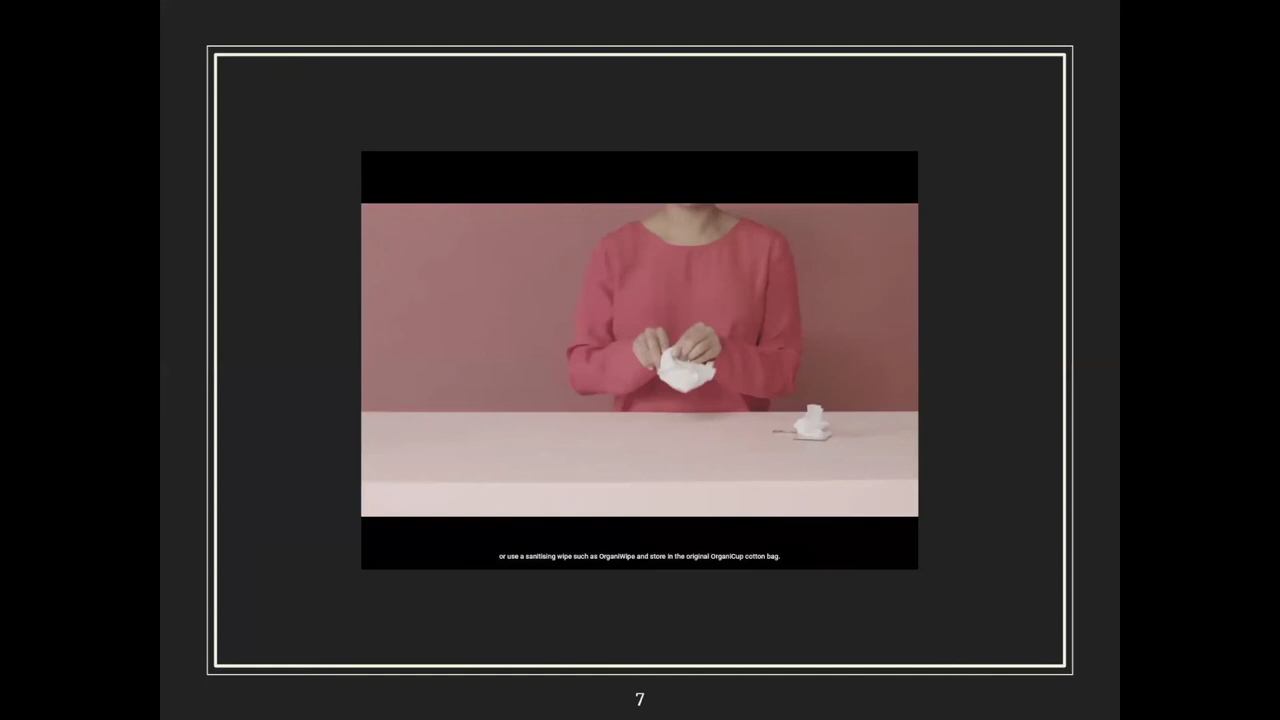 or use a sanitising wipe such as OrganiWipe and store in the original OrganiCup cotton bag.
7